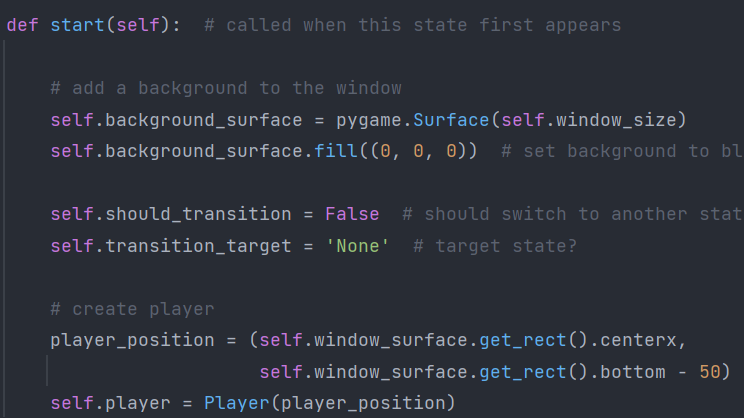 def start(self):  # called when this state first appears
# add a background to the window
self.background_surface = pygame.Surface(self.window_size)
self.background_surface.fill((0, 0, 0))  # set background to bl
self.should_transition = False  # should switch to another stat
self.transition_target = 'None'  # target state?
# create player
player_position = (self.window_surface.get_rect().centerx,
self.window_surface.get_rect().bottom - 50)
self.player = Player(player_position)